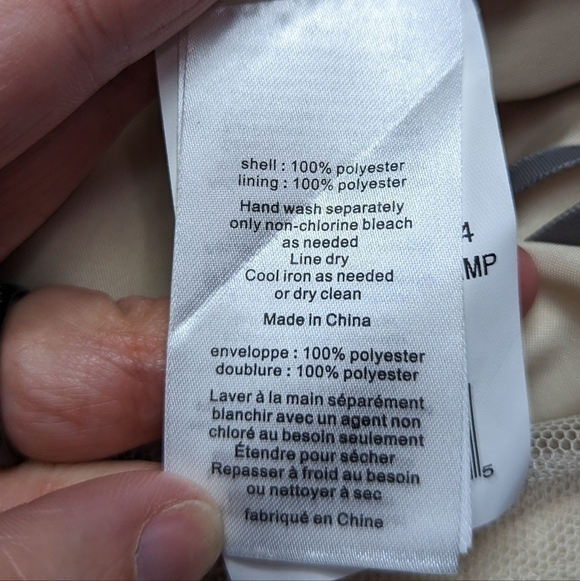 shell : 100% polyester
lining : 100% polyester
Hand wash separately
only non-chlorine bleach
as needed
Line dry
Cool iron as needed
or dry clean
Made in China
enveloppe : 100% polyester
doublure : 100% polyester
Laver à la main séparément
blanchir avec un agent non
chloré au besoin seulement
Étendre pour sécher
Repasser à froid au besoin
ou nettoyer à sec
fabriqué en Chine
4
MP
5